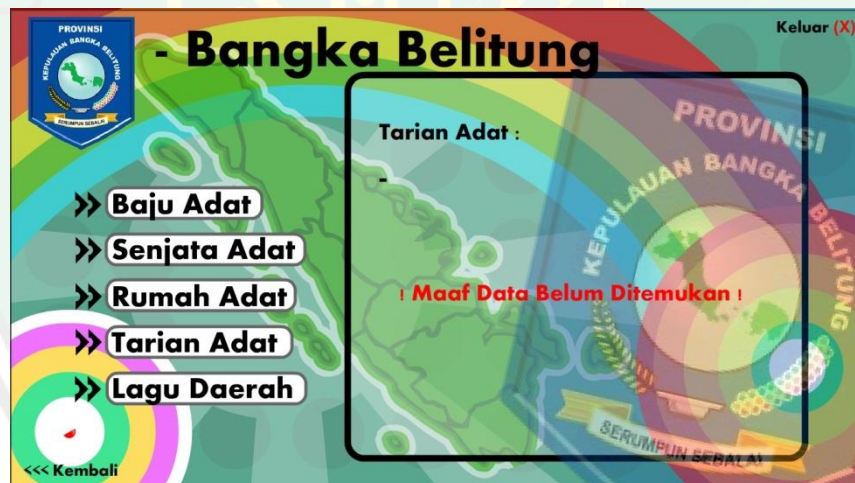 PROVINSI
KEPULAUAN BANGKA BELITUNG
SERUMPUN SEBALAI
- Bangka Belitung
Keluar (X)
Tarian Adat :
-
! Maaf Data Belum Ditemukan !
>> Baju Adat
>> Senjata Adat
>> Rumah Adat
>> Tarian Adat
>> Lagu Daerah
<<< Kembali
PROVINSI
KEPULAUAN BANGKA BELITUNG
SERUMPUN SEBALAI